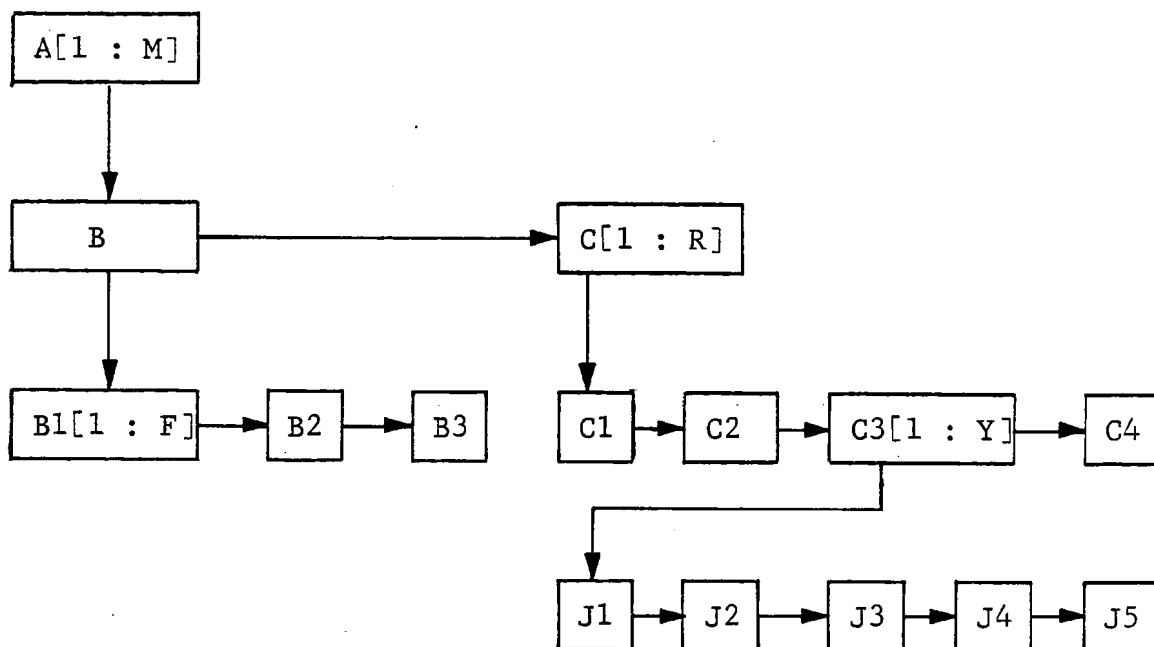 A[1 : M]
B
C[1 : R]
B1[1 : F]
B2
B3
C1
C2
C3[1 : Y]
C4
J1
J2
J3
J4
J5